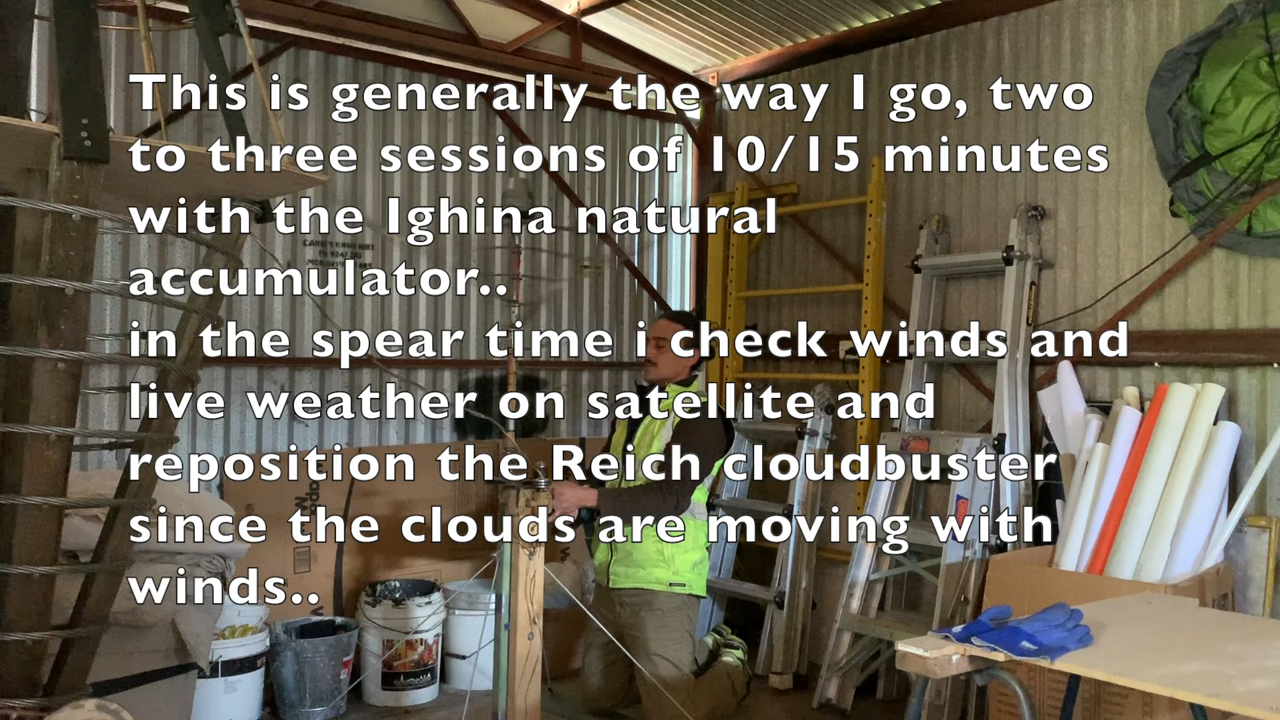 This is generally the way I go, two
to three sessions of 10/15 minutes
with the Ighina natural
accumulator..
in the spear time i check winds and
live weather on satellite and
reposition the Reich cloudbuster
since the clouds are moving with
winds..